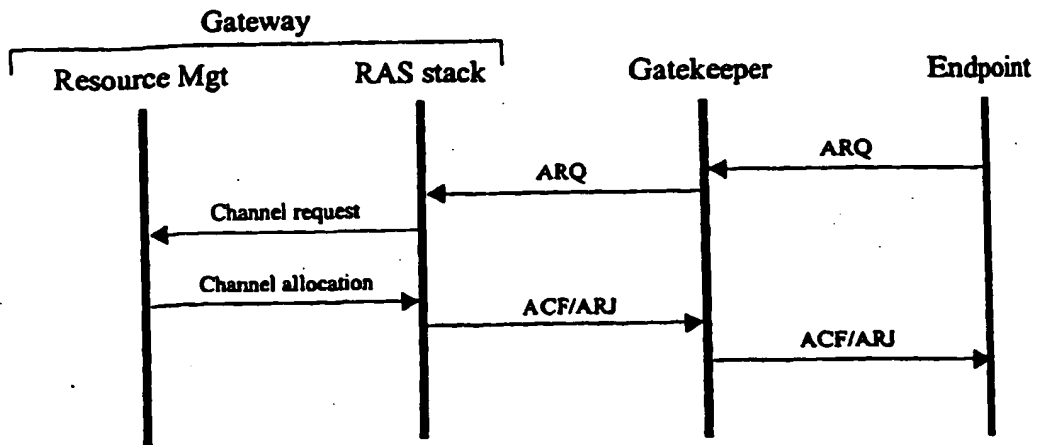 Gateway
Resource Mgt
RAS stack
Gatekeeper
Endpoint
ARQ
ARQ
Channel request
Channel allocation
ACF/ARJ
ACF/ARJ